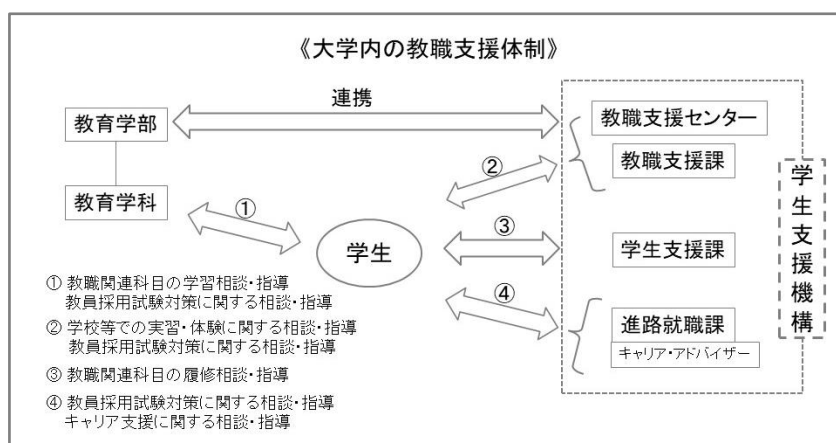 《大学内の教職支援体制》
連携
教育学部
教職支援センター
教職支援課
②
教育学科
①
学生
③
学生支援課
④
進路就職課
キャリア・アドバイザー
学生支援機構
① 教職関連科目の学習相談・指導
教員採用試験対策に関する相談・指導
② 学校等での実習・体験に関する相談・指導
教員採用試験対策に関する相談・指導
③ 教職関連科目の履修相談・指導
④ 教員採用試験対策に関する相談・指導
キャリア支援に関する相談・指導